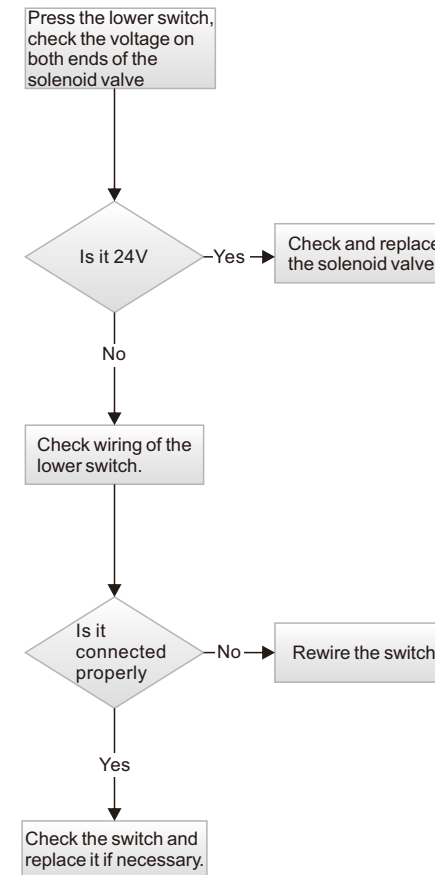 Press the lower switch,
check the voltage on
both ends of the
solenoid valve
Is it 24V
Yes
Check and replace
the solenoid valve
No
Check wiring of the
lower switch.
Is it
connected
properly
No
Rewire the switch
Yes
Check the switch and
replace it if necessary.